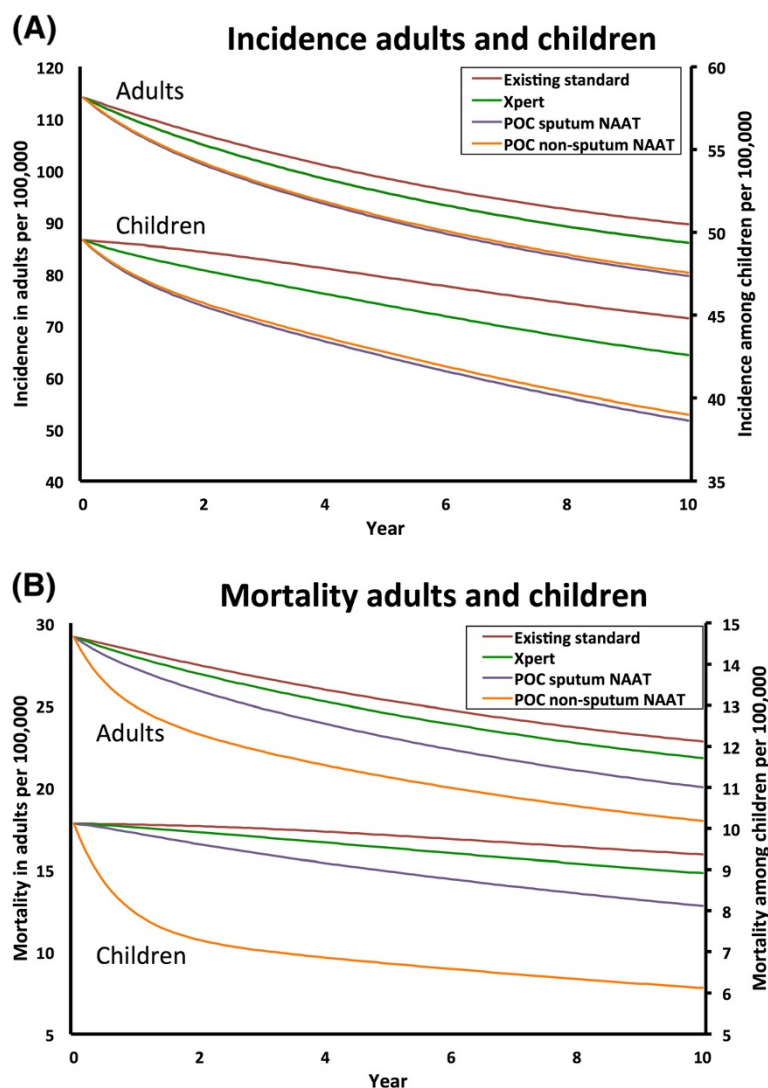 (A)
Incidence adults and children
120
110
100
90
80
70
60
50
40
Incidence in adults per 100,000
60
55
50
45
40
35
Incidence among children per 100,000
Adults
Children
Existing standard
Xpert
POC sputum NAAT
POC non-sputum NAAT
0 2 4 6 8 10
Year
(B)
Mortality adults and children
30
25
20
15
10
5
Mortality in adults per 100,000
15
14
13
12
11
10
9
8
7
6
5
Mortality among children per 100,000
Adults
Children
Existing standard
Xpert
POC sputum NAAT
POC non-sputum NAAT
0 2 4 6 8 10
Year